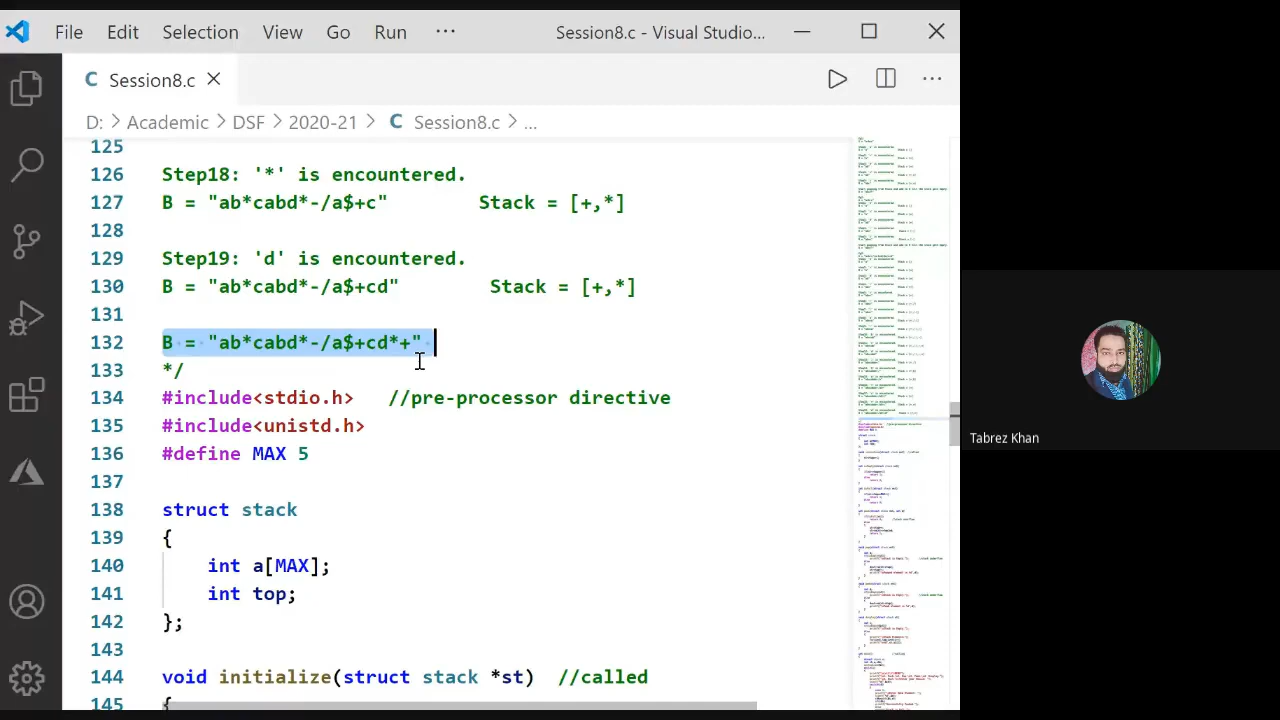 File Edit Selection View Go Run ... Session8.c - Visual Studio...
C Session8.c
D: > Academic > DSF > 2020-21 > C Session8.c > ...
125
126 Step18: '*' is encountered.
127 B = "ab*cabd*-/a$+c" Stack = [+,*]
128
129 Step19: 'd' is encountered.
130 B = "ab*cabd*-/a$+cd" Stack = [+,*]
131
132 ab*cabd*-/a$+cd*+"
133 */
134 #include<stdio.h> //pre-processor directive
135 #include<unistd.h>
136 #define MAX 5
137
138 struct stack
139 {
140 int a[MAX];
141 int top;
142 };
143
144 void initialize(struct stack *st) //called
145 {
Tabrez Khan